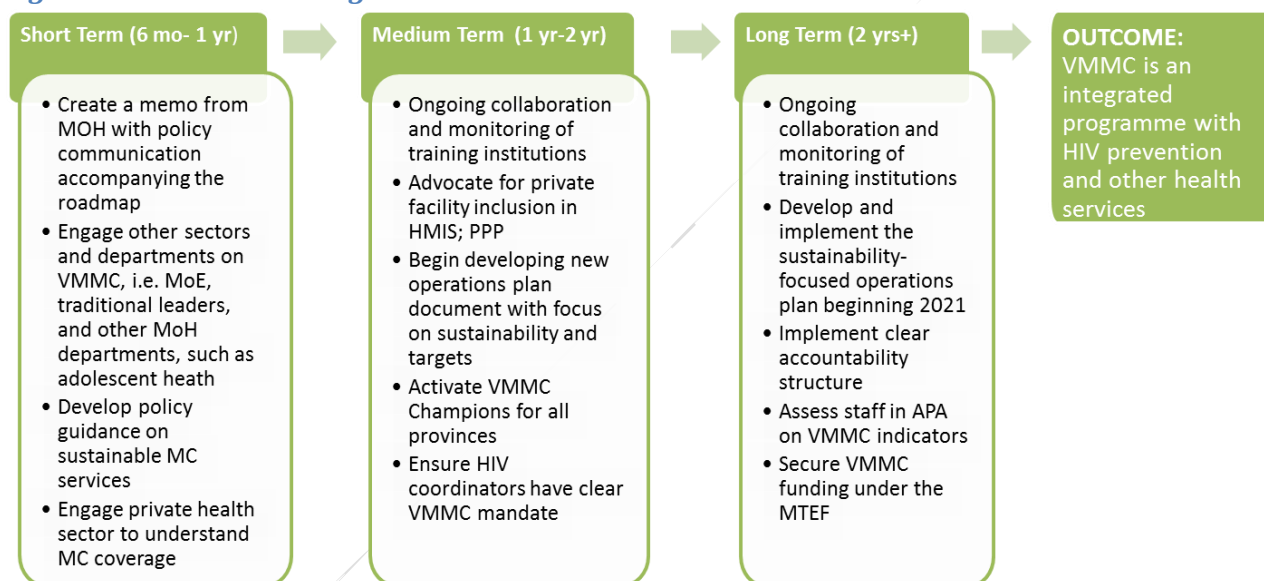 Short Term (6 mo- 1 yr)
• Create a memo from
MOH with policy
communication
accompanying the
roadmap
• Engage other sectors
and departments on
VMMC, i.e. MoE,
traditional leaders,
and other MoH
departments, such as
adolescent heath
• Develop policy
guidance on
sustainable MC
services
• Engage private health
sector to understand
MC coverage
Medium Term (1 yr-2 yr)
• Ongoing collaboration
and monitoring of
training institutions
• Advocate for private
facility inclusion in
HMIS; PPP
• Begin developing new
operations plan
document with focus
on sustainability and
targets
• Activate VMMC
Champions for all
provinces
• Ensure HIV
coordinators have clear
VMMC mandate
Long Term (2 yrs+)
• Ongoing
collaboration and
monitoring of
training institutions
• Develop and
implement the
sustainability-
focused operations
plan beginning 2021
• Implement clear
accountability
structure
• Assess staff in APA
on VMMC indicators
• Secure VMMC
funding under the
MTEF
OUTCOME:
VMMC is an
integrated
programme with
HIV prevention
and other health
services